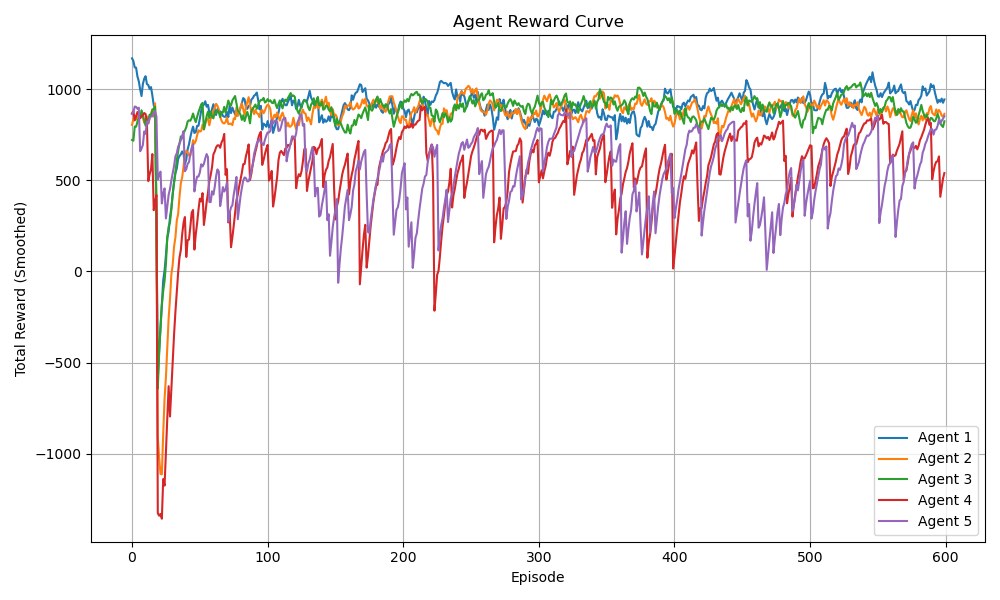 Agent Reward Curve
Total Reward (Smoothed)
1000
500
0
−500
−1000
0
100
200
300
400
500
600
Episode
Agent 1
Agent 2
Agent 3
Agent 4
Agent 5